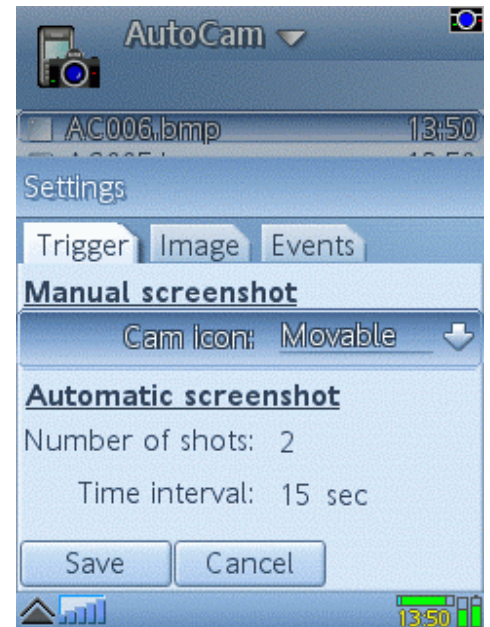 AutoCam
AC006.bmp 13:50
Settings
Trigger Image Events
Manual screenshot
Cam icon: Movable
Automatic screenshot
Number of shots: 2
Time interval: 15 sec
Save Cancel
13:50